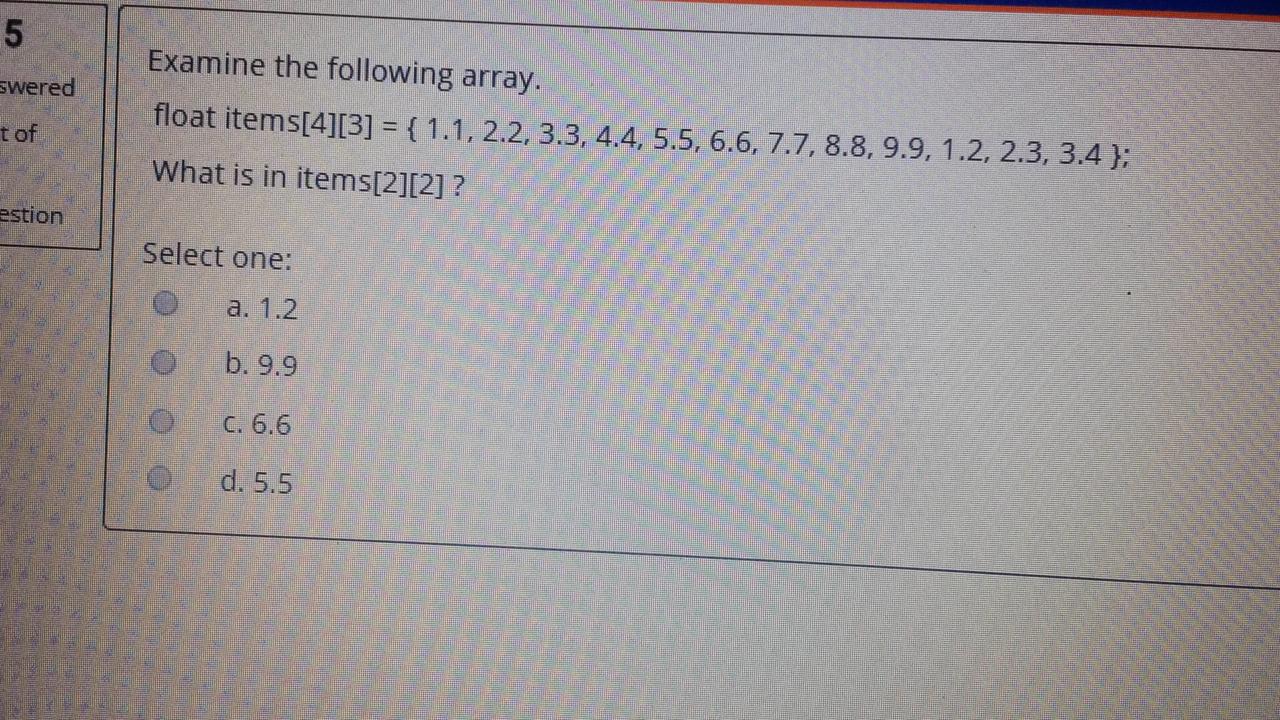 5
swered
t of
estion
Examine the following array.
float items[4][3] = { 1.1, 2.2, 3.3, 4.4, 5.5, 6.6, 7.7, 8.8, 9.9, 1.2, 2.3, 3.4 };
What is in items[2][2] ?
Select one:
a. 1.2
b. 9.9
c. 6.6
d. 5.5